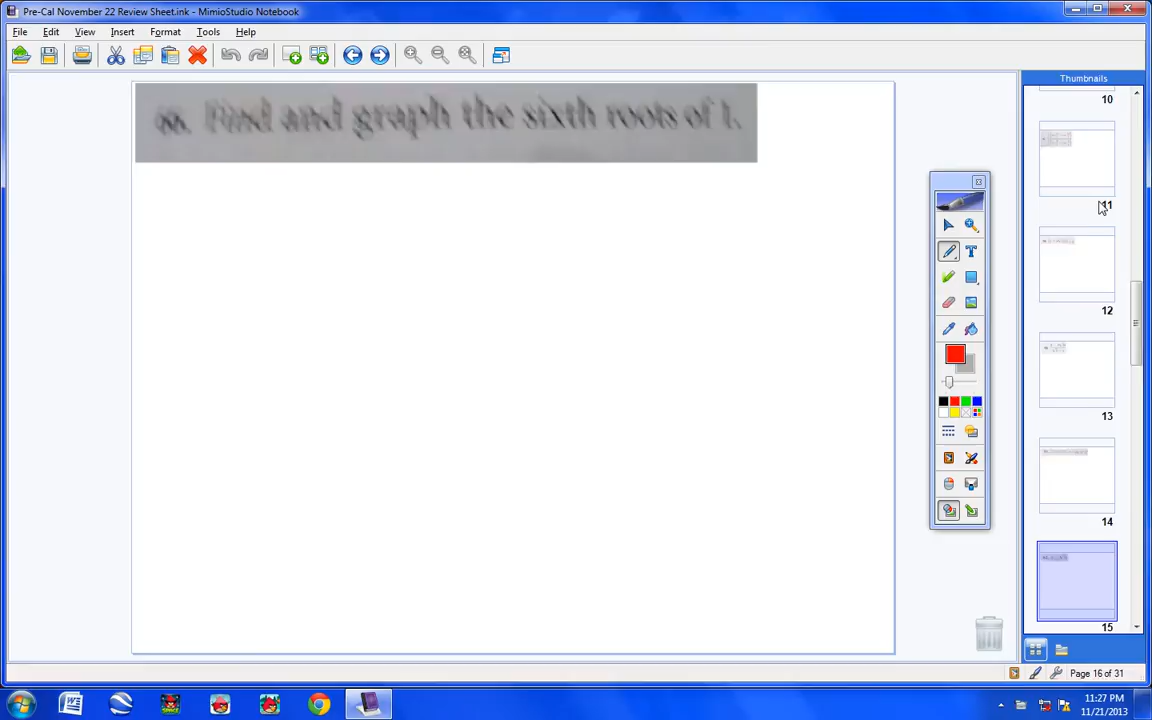 Pre-Cal November 22 Review Sheet.ink - MimioStudio Notebook
File Edit View Insert Format Tools Help
Find and graph the sixth roots of 1.
Thumbnails
10
11
12
13
14
15
Page 16 of 31
11:27 PM
11/21/2013